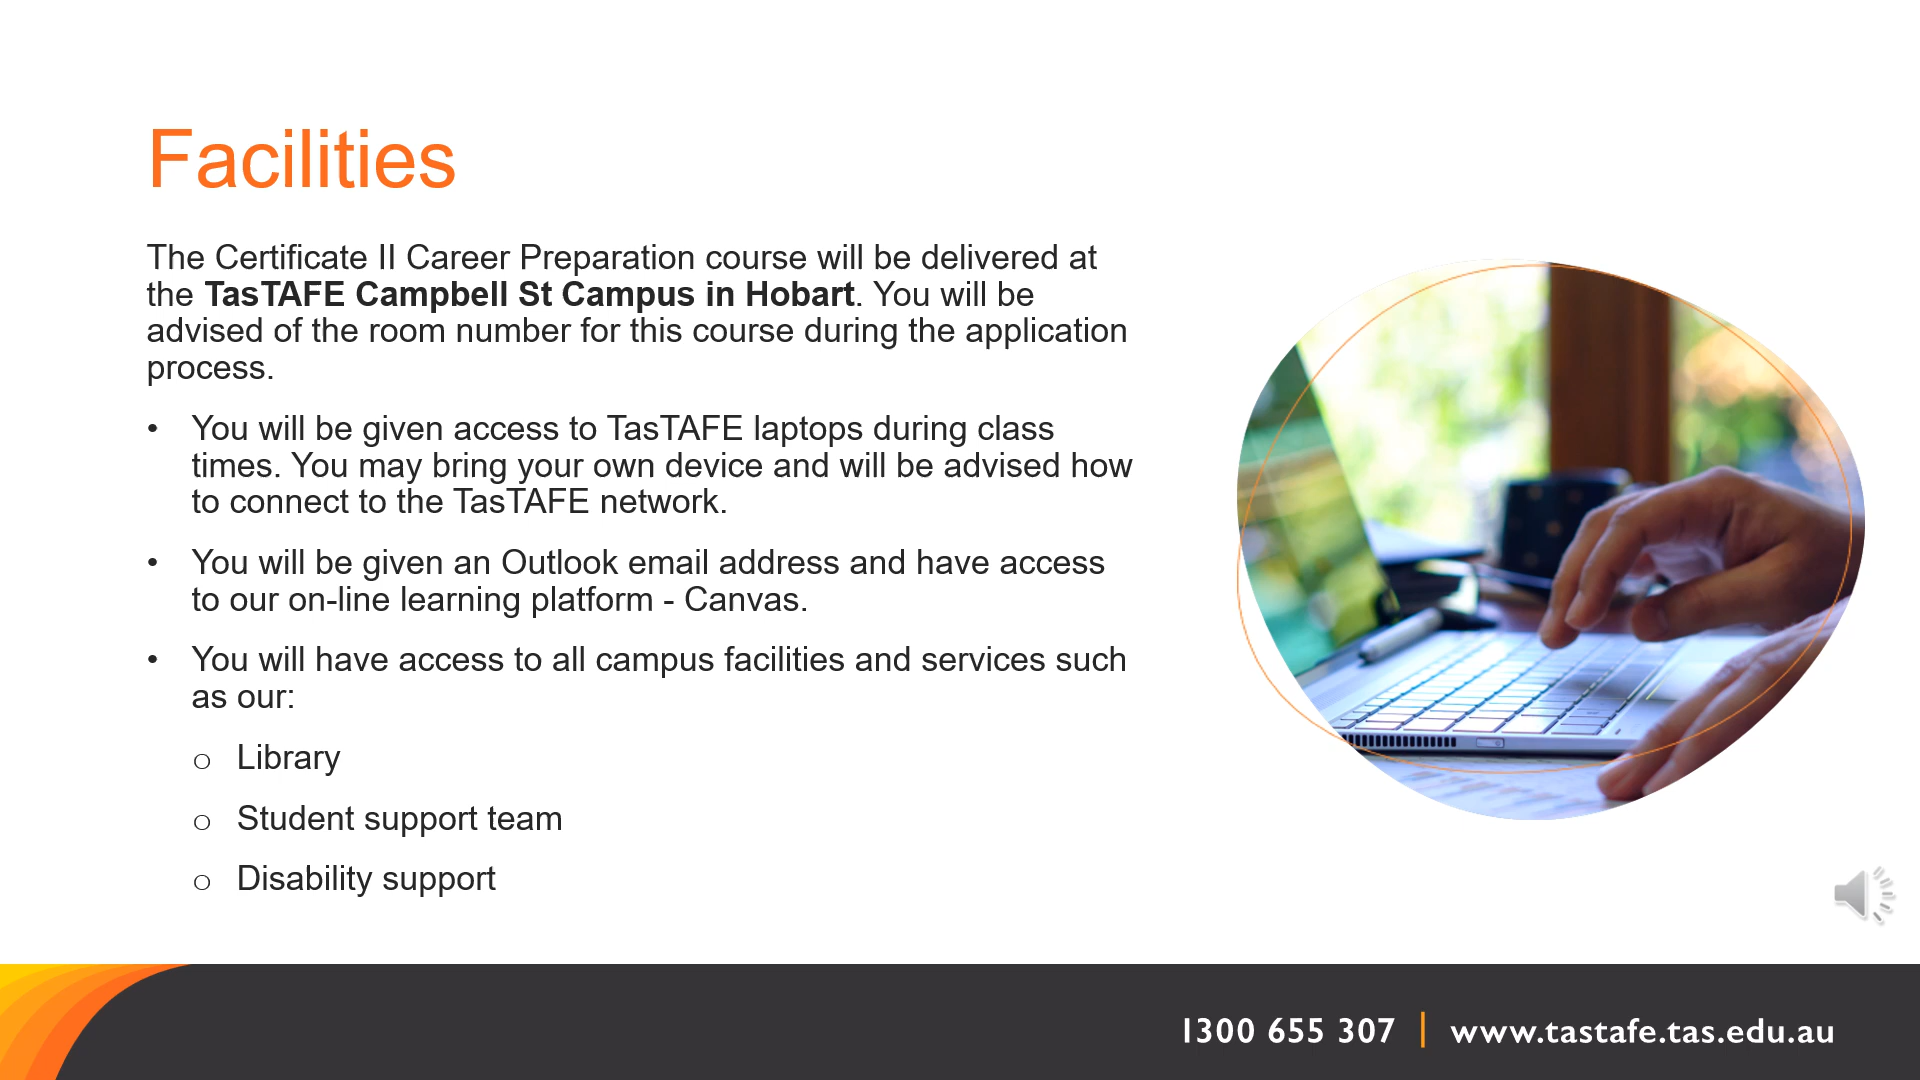 Facilities
The Certificate II Career Preparation course will be delivered at
the TasTAFE Campbell St Campus in Hobart. You will be
advised of the room number for this course during the application
process.
• You will be given access to TasTAFE laptops during class
times. You may bring your own device and will be advised how
to connect to the TasTAFE network.
• You will be given an Outlook email address and have access
to our on-line learning platform - Canvas.
• You will have access to all campus facilities and services such
as our:
o Library
o Student support team
o Disability support
1300 655 307 | www.tastafe.tas.edu.au